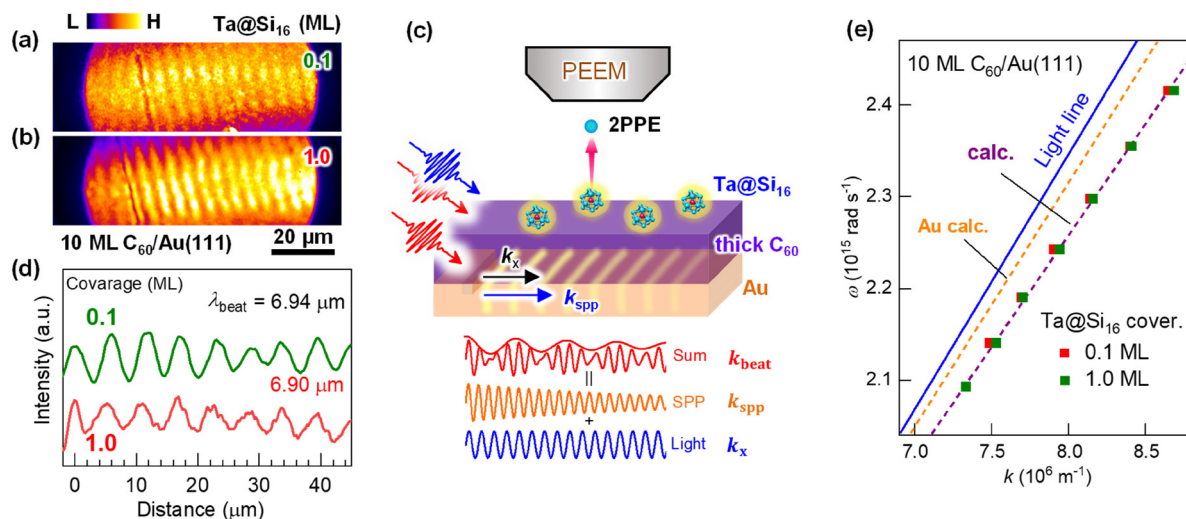 L H Ta@Si₁₆ (ML)
(a)
0.1
(b)
1.0
10 ML C₆₀/Au(111) 20 μm
(d)
Covarage (ML)
λbeat = 6.94 μm
0.1
6.90 μm
1.0
Intensity (a.u.)
0 10 20 30 40
Distance (μm)
(c)
PEEM
2PPE
Ta@Si₁₆
thick C₆₀
kx
Au
kspp
Sum kbeat
||
SPP kspp
+
Light kx
(e)
10 ML C₆₀/Au(111)
Light line
calc.
Au calc.
Ta@Si₁₆ cover.
0.1 ML
1.0 ML
2.4
2.3
2.2
2.1
ω (10¹⁵ rad s⁻¹)
7.0 7.5 8.0 8.5
k (10⁶ m⁻¹)